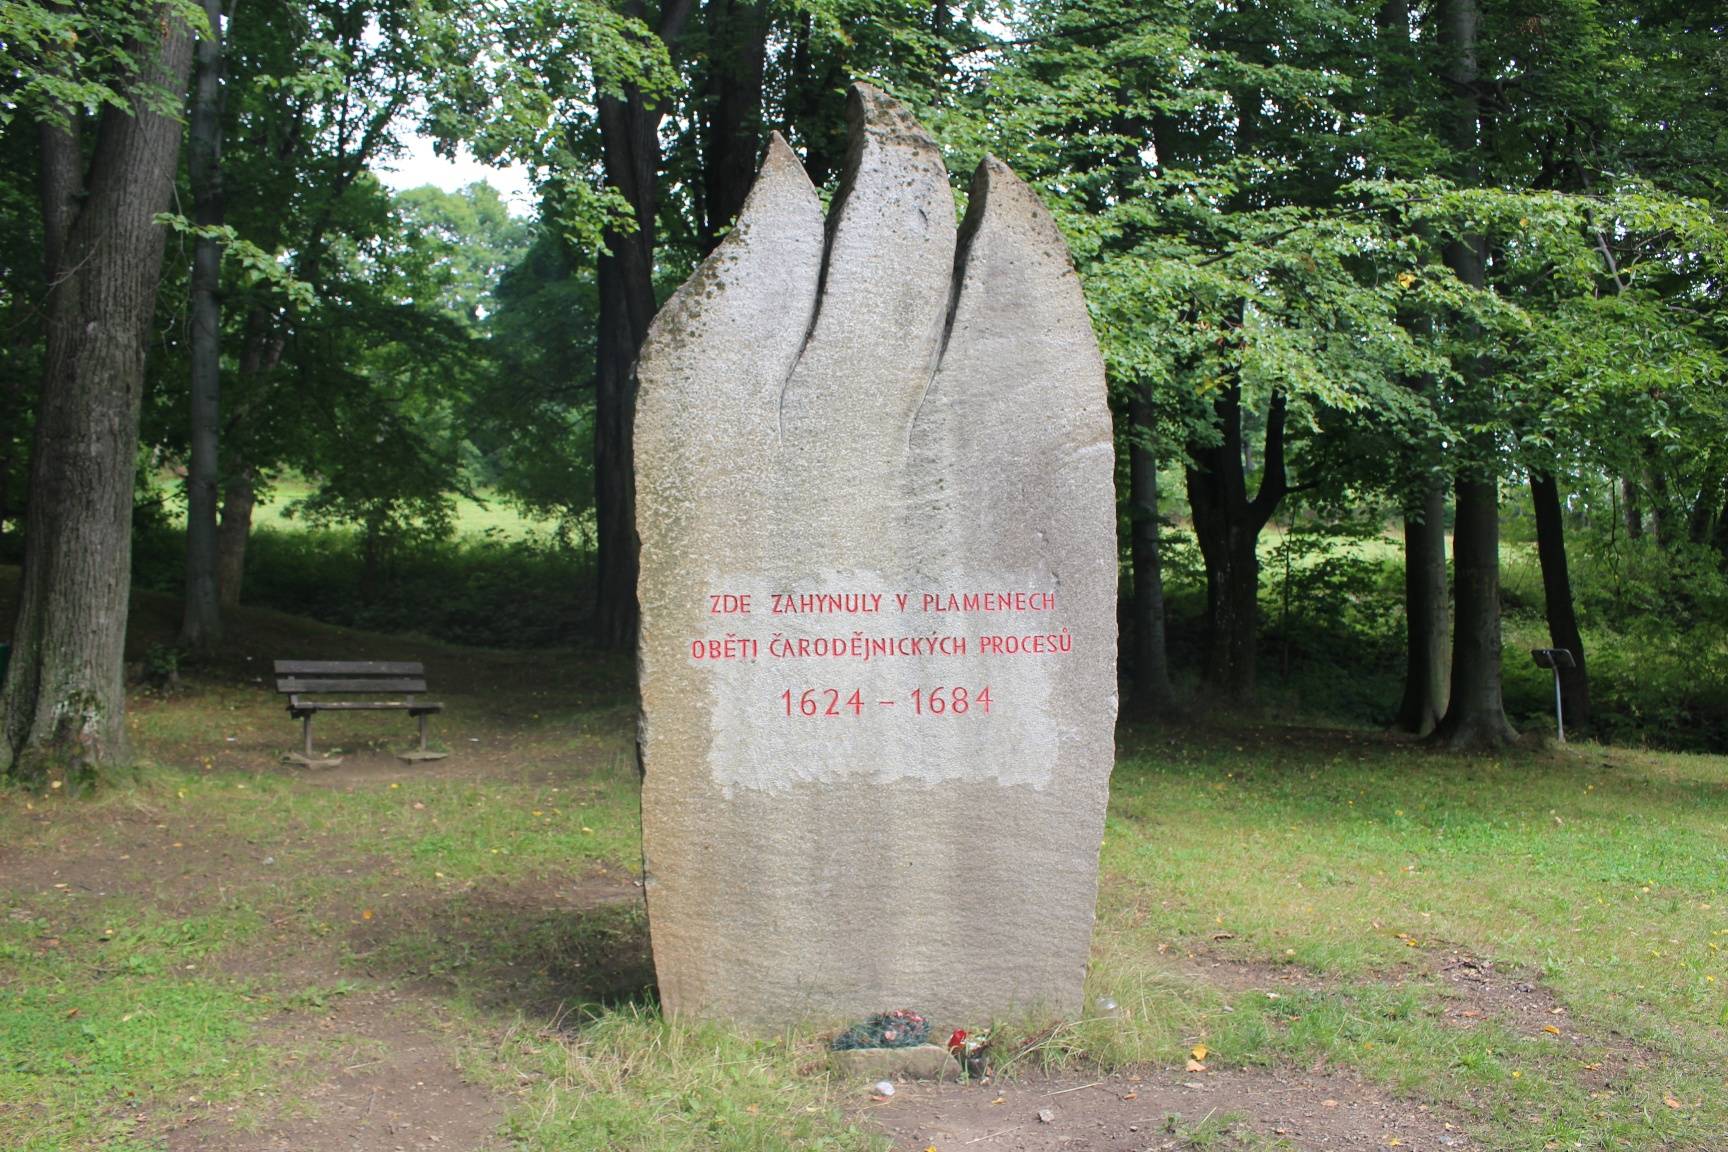 ZDE ZAHYNULY V PLAMENECH
OBĚTI ČARODĚJNICKÝCH PROCESŮ
1624 – 1684